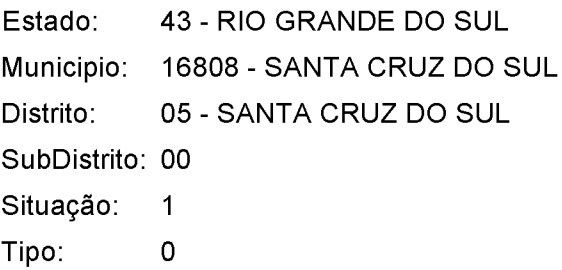 Estado: 43 - RIO GRANDE DO SUL
Municipio: 16808 - SANTA CRUZ DO SUL
Distrito: 05 - SANTA CRUZ DO SUL
SubDistrito: 00
Situação: 1
Tipo: 0